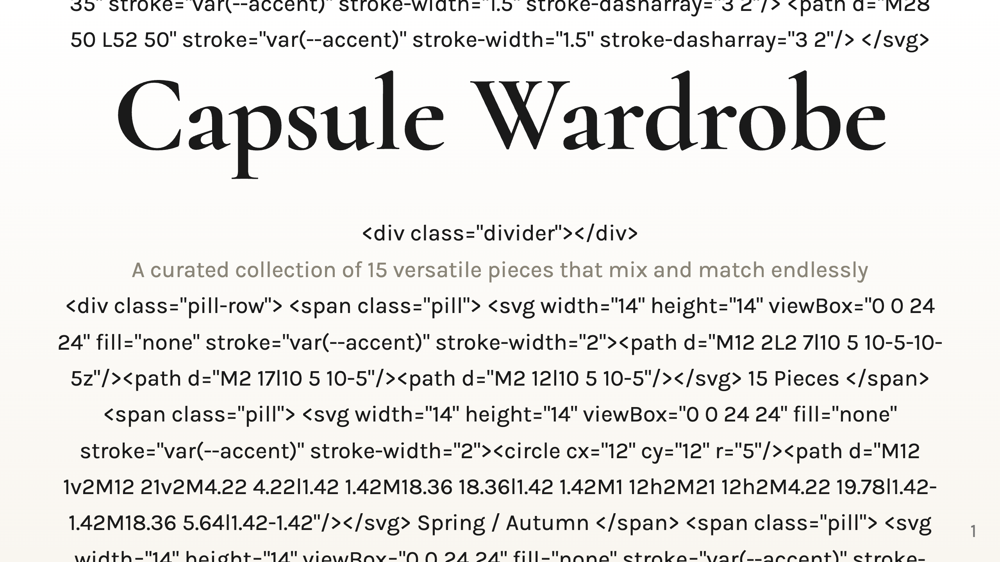 35" stroke="var(--accent)" stroke-width="1.5" stroke-dasharray="3 2"/> <path d="M28
50 L52 50" stroke="var(--accent)" stroke-width="1.5" stroke-dasharray="3 2"/> </svg>
Capsule Wardrobe
<div class="divider"></div>
A curated collection of 15 versatile pieces that mix and match endlessly
<div class="pill-row"> <span class="pill"> <svg width="14" height="14" viewBox="0 0 24
24" fill="none" stroke="var(--accent)" stroke-width="2"><path d="M12 2L2 7l10 5 10-5-10-
5z"/><path d="M2 17l10 5 10-5"/><path d="M2 12l10 5 10-5"/></svg> 15 Pieces </span>
<span class="pill"> <svg width="14" height="14" viewBox="0 0 24 24" fill="none"
stroke="var(--accent)" stroke-width="2"><circle cx="12" cy="12" r="5"/><path d="M12
1v2M12 21v2M4.22 4.22l1.42 1.42M18.36 18.36l1.42 1.42M1 12h2M21 12h2M4.22 19.78l1.42-
1.42M18.36 5.64l1.42-1.42"/></svg> Spring / Autumn </span> <span class="pill"> <svg
width="14" height="14" viewBox="0 0 24 24" fill="none" stroke="var(--accent)" stroke-
1